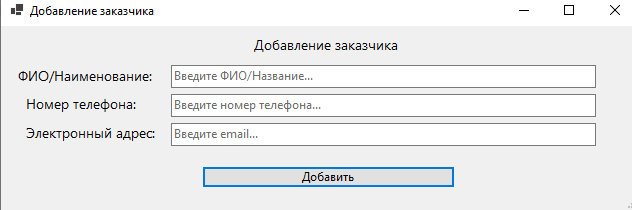 Добавление заказчика
Добавление заказчика
ФИО/Наименование: Введите ФИО/Название...
Номер телефона: Введите номер телефона...
Электронный адрес: Введите email...
Добавить